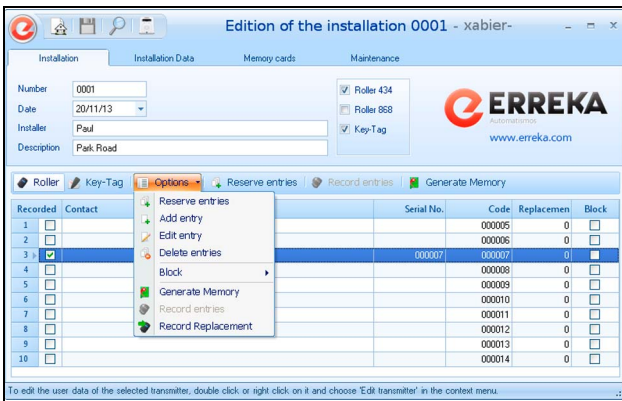 Edition of the installation 0001 - xabier-
Installation Installation Data Memory cards Maintenance
Number 0001
Date 20/11/13
Installer Paul
Description Park Road
Roller 434
Roller 868
Key-Tag
ERREKA
Automatismos
www.erreka.com
Roller Key-Tag Options Reserve entries Record entries Generate Memory
Recorded Contact Serial No. Code Replacemen Block
1 000005 0
2 000006 0
3 000007 000007 0
4 000008 0
5 000009 0
6 000010 0
7 000011 0
8 000012 0
9 000013 0
10 000014 0
Reserve entries
Add entry
Edit entry
Delete entries
Block
Generate Memory
Record entries
Record Replacement
To edit the user data of the selected transmitter, double click or right click on it and choose 'Edit transmitter' in the context menu.